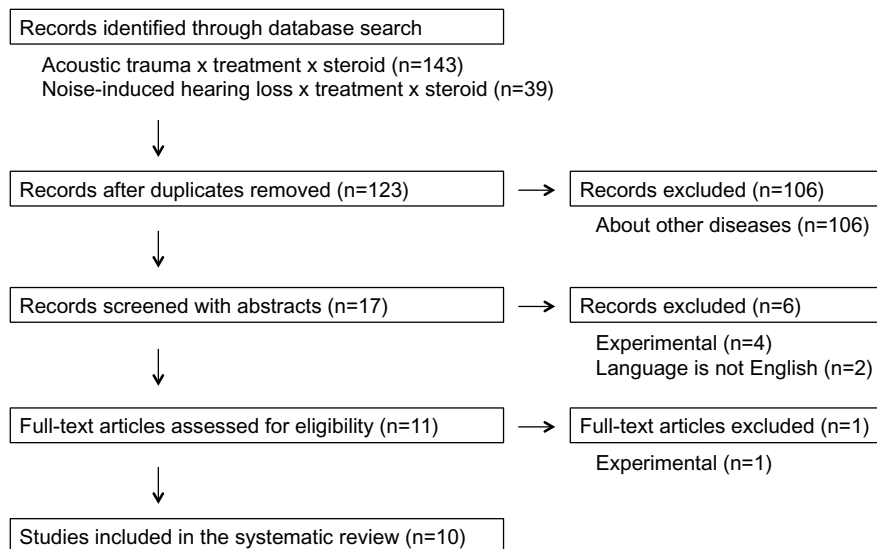 Records identified through database search
Acoustic trauma x treatment x steroid (n=143)
Noise-induced hearing loss x treatment x steroid (n=39)
Records after duplicates removed (n=123)
Records excluded (n=106)
About other diseases (n=106)
Records screened with abstracts (n=17)
Records excluded (n=6)
Experimental (n=4)
Language is not English (n=2)
Full-text articles assessed for eligibility (n=11)
Full-text articles excluded (n=1)
Experimental (n=1)
Studies included in the systematic review (n=10)